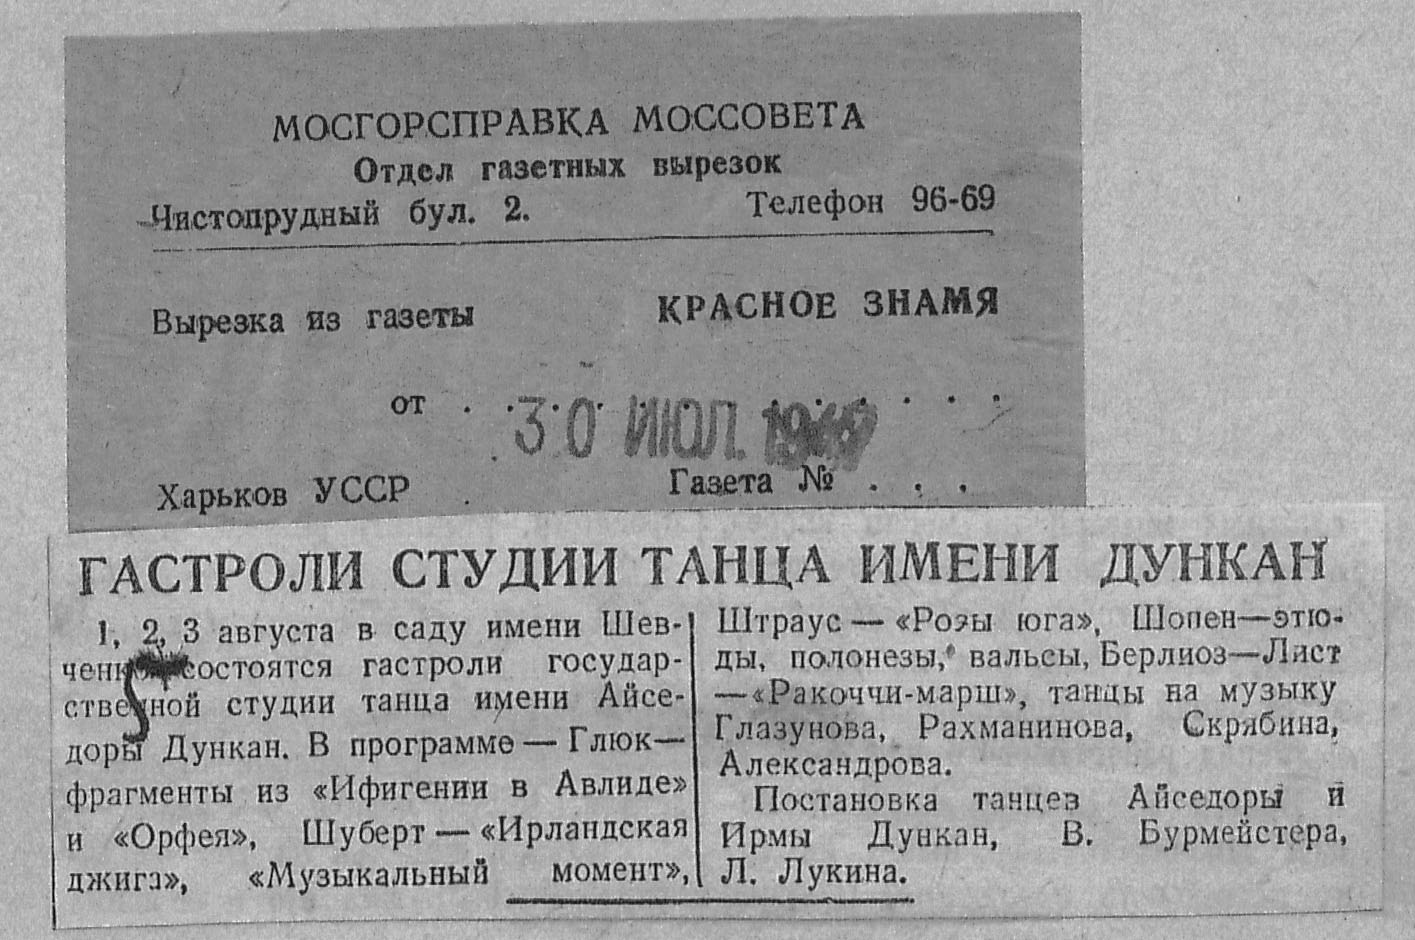 МОСГОРСПРАВКА МОССОВЕТА
Отдел газетных вырезок
Чистопрудный бул. 2. Телефон 96-69
Вырезка из газеты КРАСНОЕ ЗНАМЯ
от . . . . . . . . . . . .
30 ИЮЛ.
Харьков УССР . Газета № . . .
ГАСТРОЛИ СТУДИИ ТАНЦА ИМЕНИ ДУНКАН
1, 2, 3 августа в саду имени Шев-
ченко состоятся гастроли государ-
ственной студии танца имени Айсе-
доры Дункан. В программе — Глюк—
фрагменты из «Ифигении в Авлиде»
и «Орфея», Шуберт — «Ирландская
джига», «Музыкальный момент»,
Штраус — «Розы юга», Шопен—этю-
ды, полонезы, вальсы, Берлиоз—Лист
—«Ракоччи-марш», танцы на музыку
Глазунова, Рахманинова, Скрябина,
Александрова.
Постановка танцев Айседоры и
Ирмы Дункан, В. Бурмейстера,
Л. Лукина.